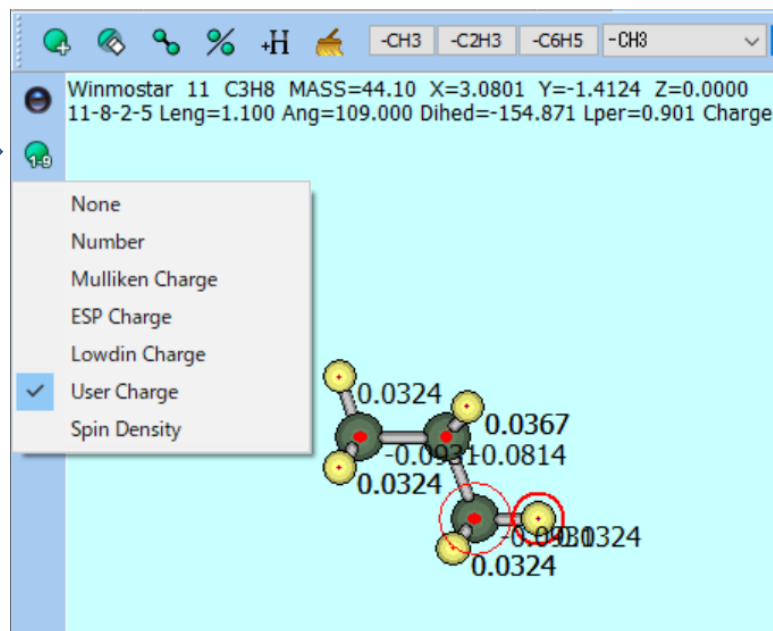 +H -CH3 -C2H3 -C6H5 -CH3
Winmostar 11 C3H8 MASS=44.10 X=3.0801 Y=-1.4124 Z=0.0000
11-8-2-5 Leng=1.100 Ang=109.000 Dihed=-154.871 Lper=0.901 Charge
1-9
None
Number
Mulliken Charge
ESP Charge
Lowdin Charge
User Charge
Spin Density
0.0324
0.0367
-0.0931 -0.0814
0.0324
0.0324
0.0324